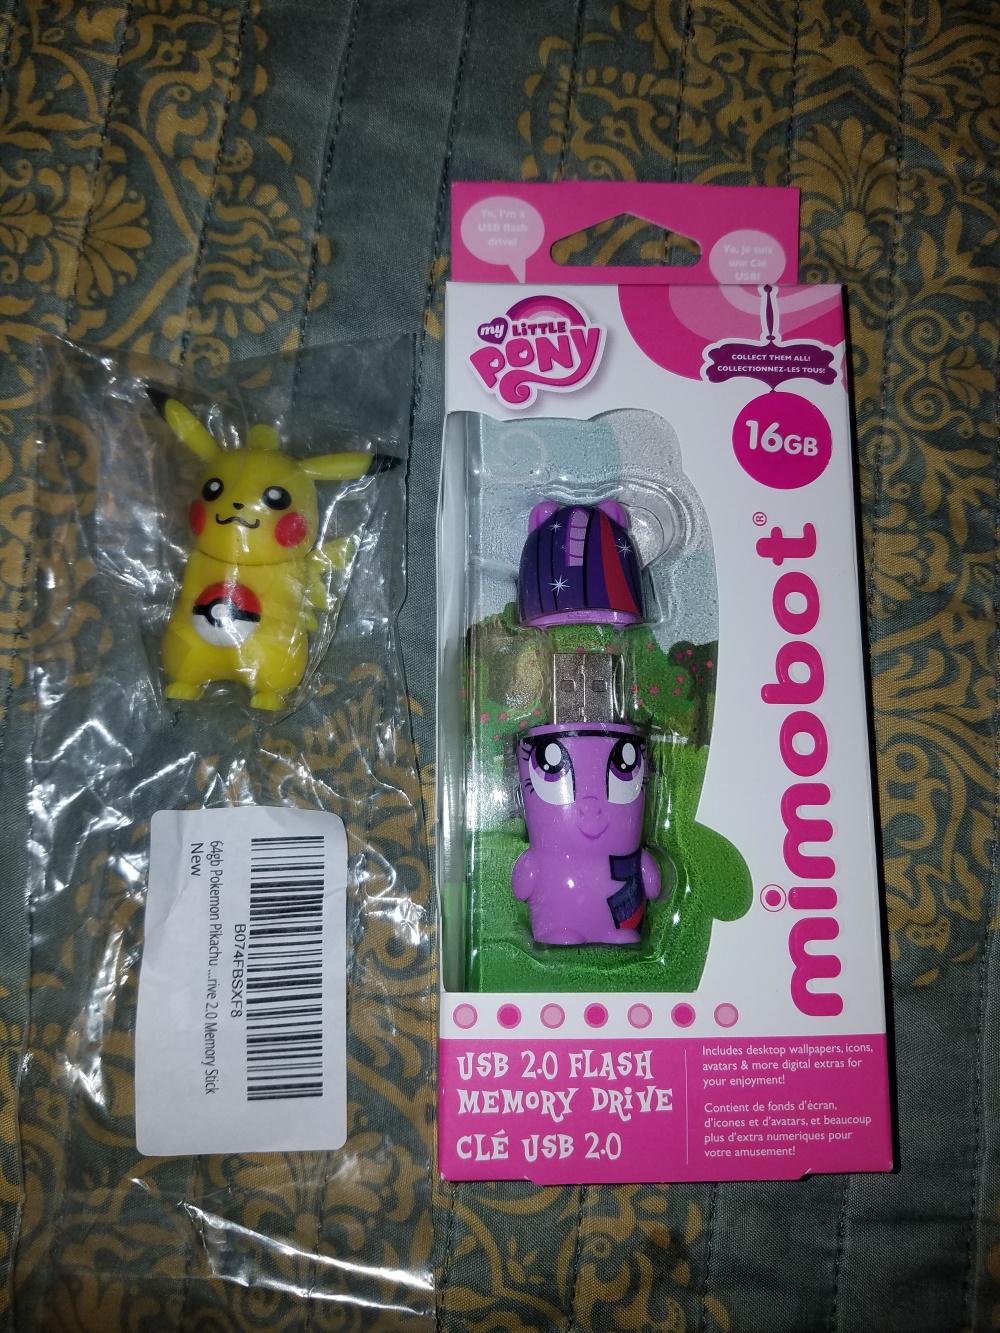 Yo, I'm a
USB flash
drive!
Yo, je suis
une Clé
USB!
my LITTLE
PONY
COLLECT THEM ALL!
COLLECTIONNEZ-LES TOUS!
16GB
mimobot®
USB 2.0 FLASH
MEMORY DRIVE
CLÉ USB 2.0
Includes desktop wallpapers, icons,
avatars & more digital extras for
your enjoyment!
Contient de fonds d'écran,
d'icones et d'avatars, et beaucoup
plus d'extra numeriques pour
votre amusement!
B074FBSXF8
64gb Pokemon Pikachu ...rive 2.0 Memory Stick
New